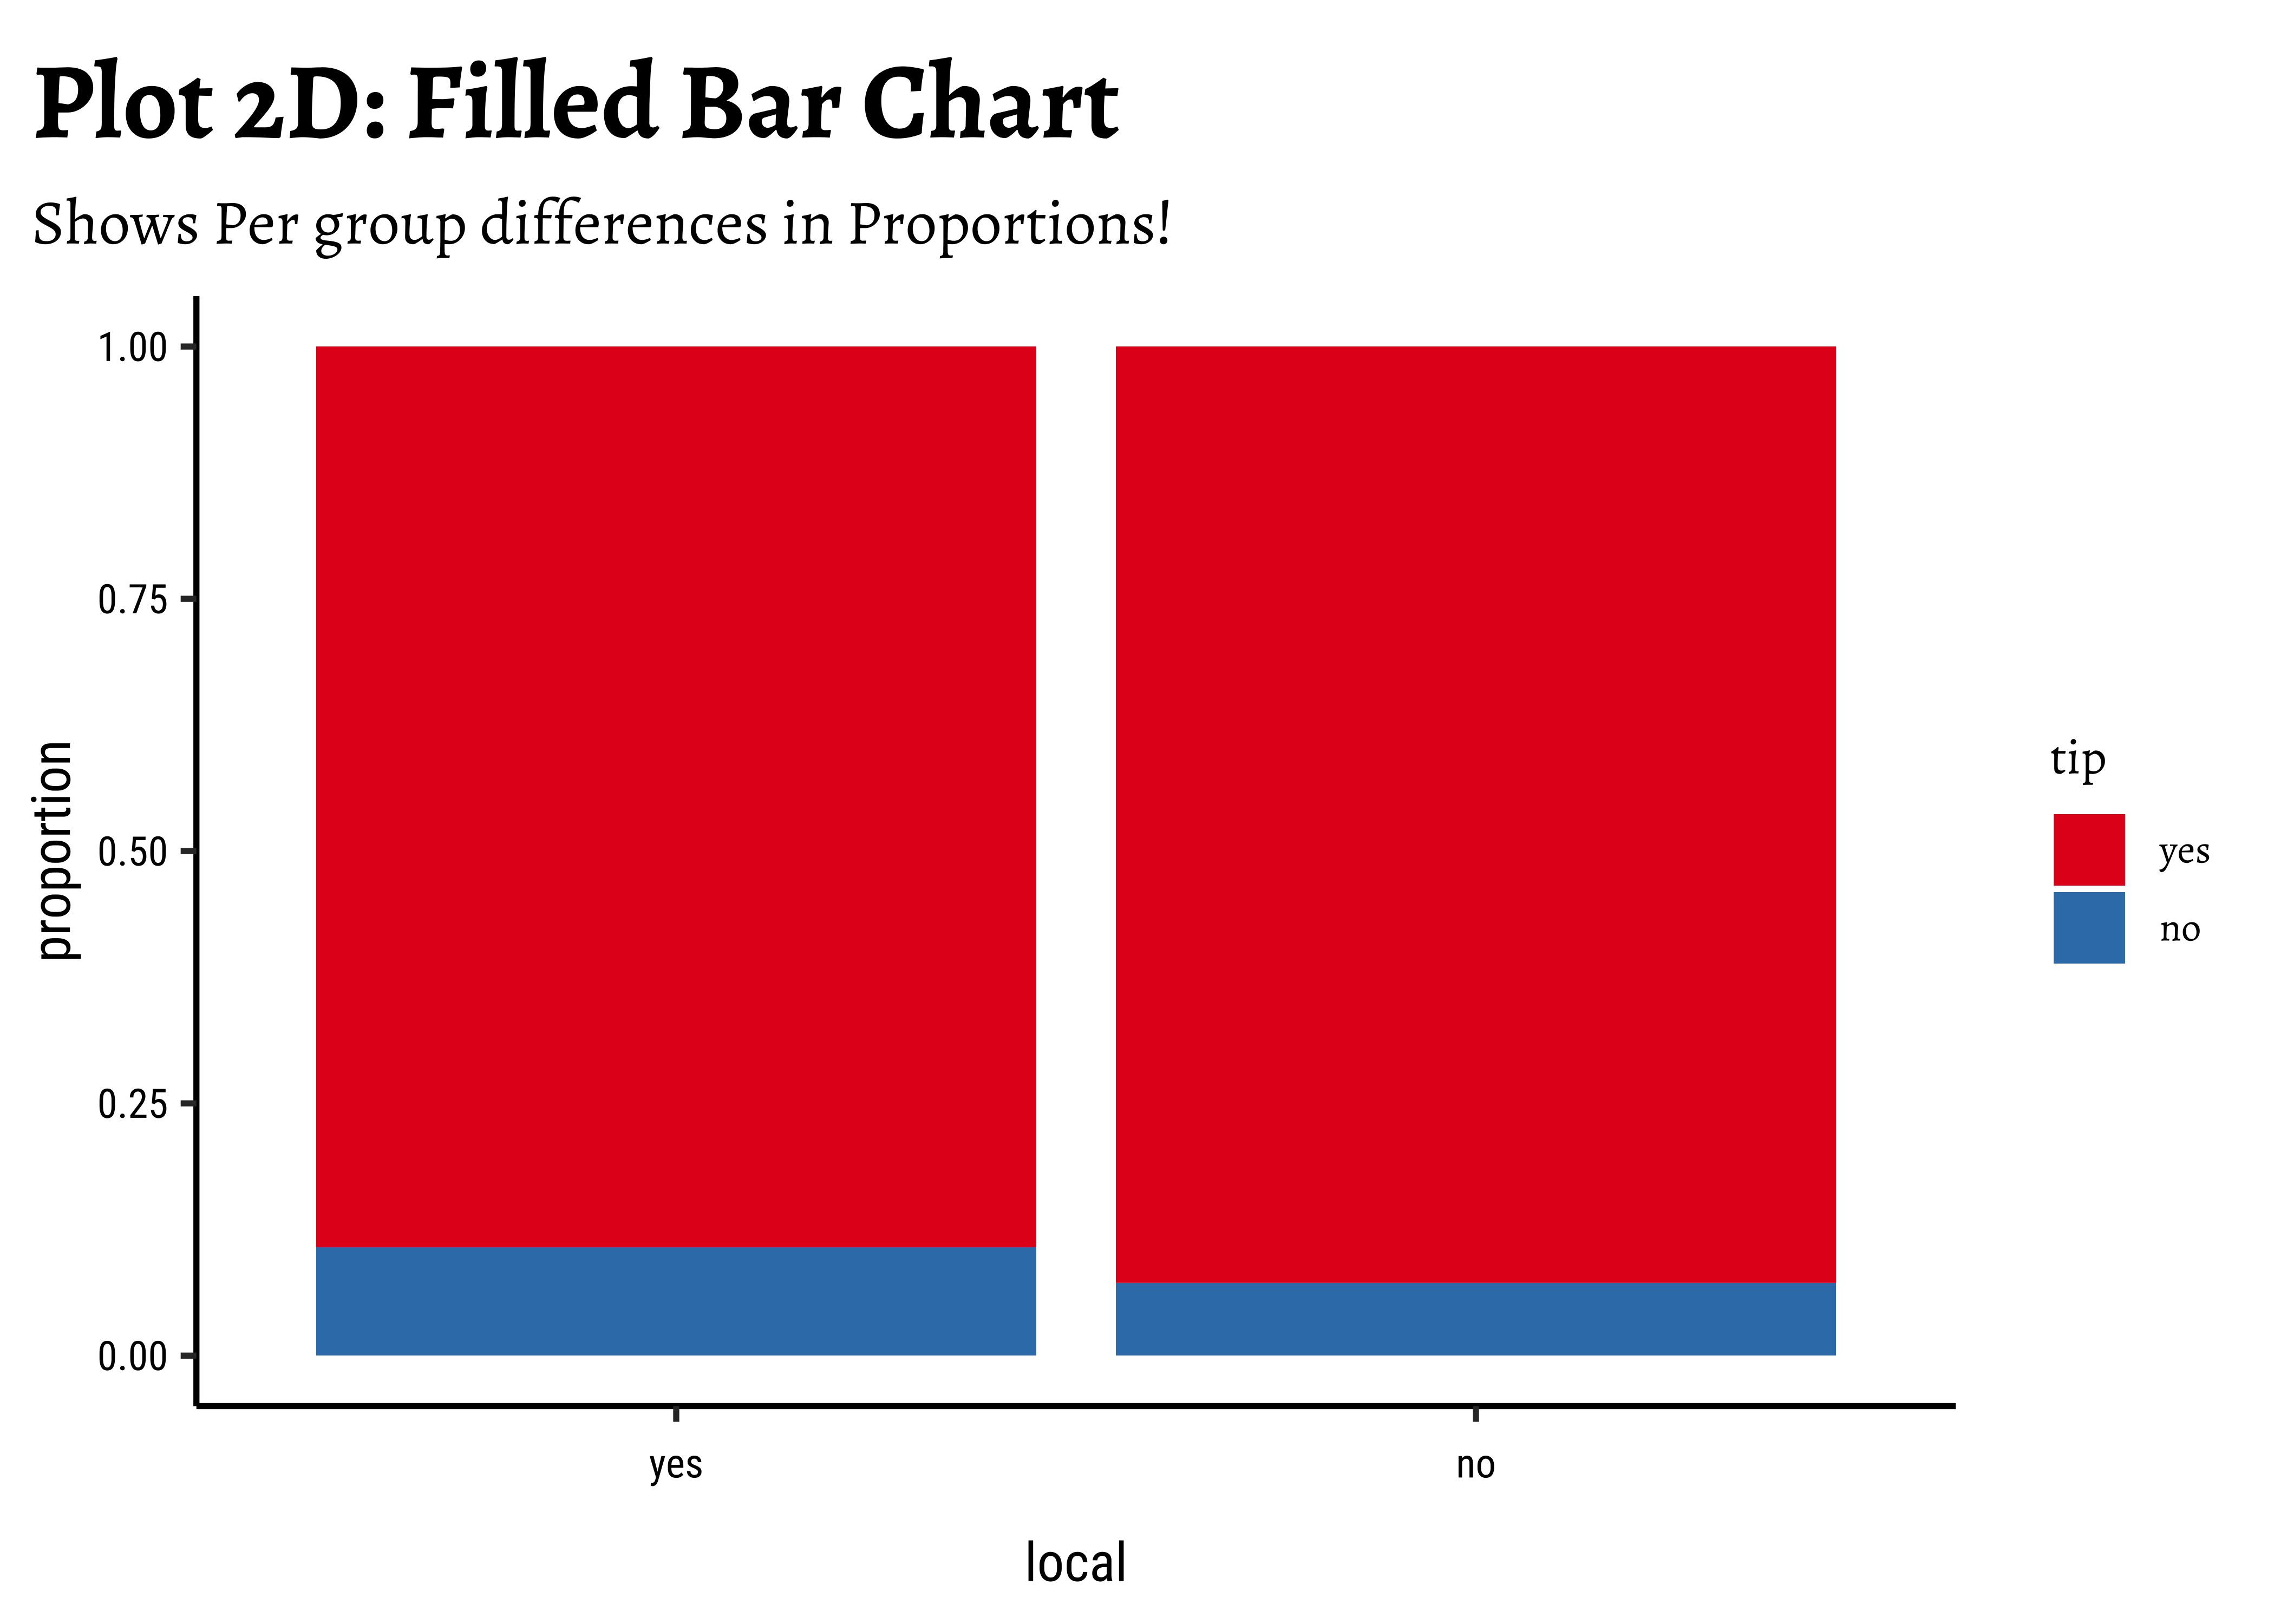 Plot 2D: Filled Bar Chart
Shows Per group differences in Proportions!
1.00
0.75
0.50
0.25
0.00
proportion
yes
no
local
tip
yes
no